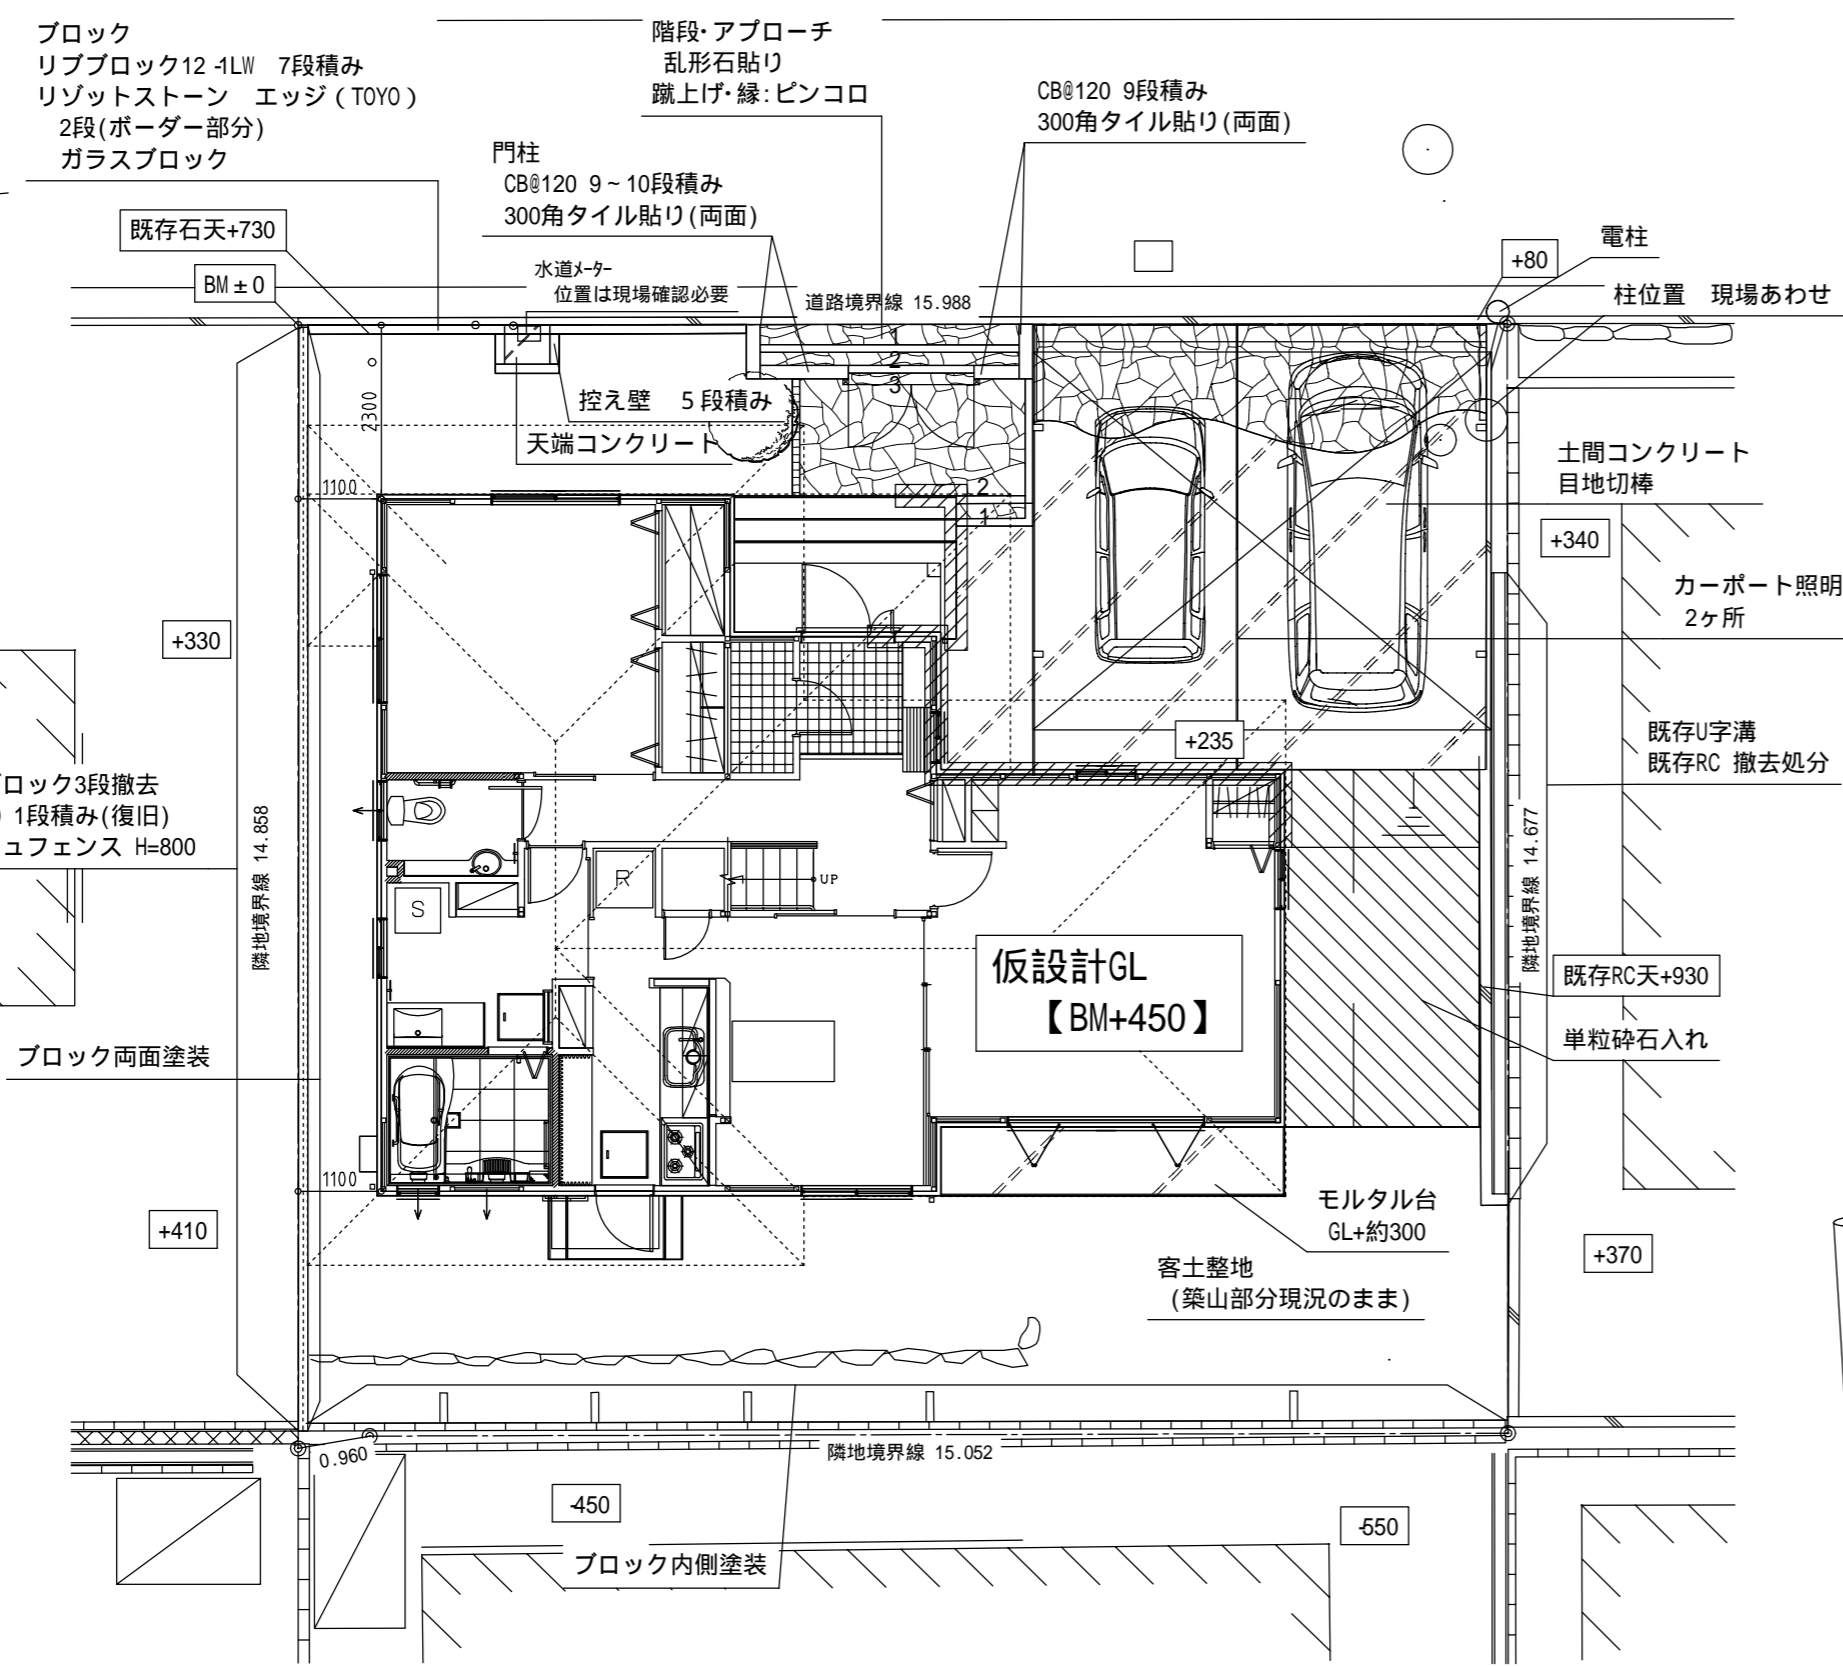 ブロック
リブブロック12-1LW　7段積み
リゾットストーン　エッジ（TOYO）
2段(ボーダー部分)
ガラスブロック
階段・アプローチ
乱形石貼り
蹴上げ・縁:ピンコロ
CB@120 9段積み
300角タイル貼り(両面)
門柱
CB@120 9~10段積み
300角タイル貼り(両面)
既存石天+730
BM±0
水道ﾒｰﾀｰ
位置は現場確認必要
道路境界線 15.988
+80
電柱
柱位置　現場あわせ
1
2
3
控え壁　5段積み
天端コンクリート
2300
1100
2
1
土間コンクリート
目地切棒
+340
カーポート照明
2ヶ所
+330
+235
既存U字溝
既存RC 撤去処分
ブロック3段撤去
1段積み(復旧)
ュフェンス H=800
隣地境界線 14.858
隣地境界線 14.677
S
R
UP
仮設計GL
【BM+450】
既存RC天+930
単粒砕石入れ
ブロック両面塗装
1100
+410
モルタル台
GL+約300
+370
客土整地
(築山部分現況のまま)
0.960
隣地境界線 15.052
-450
-550
ブロック内側塗装